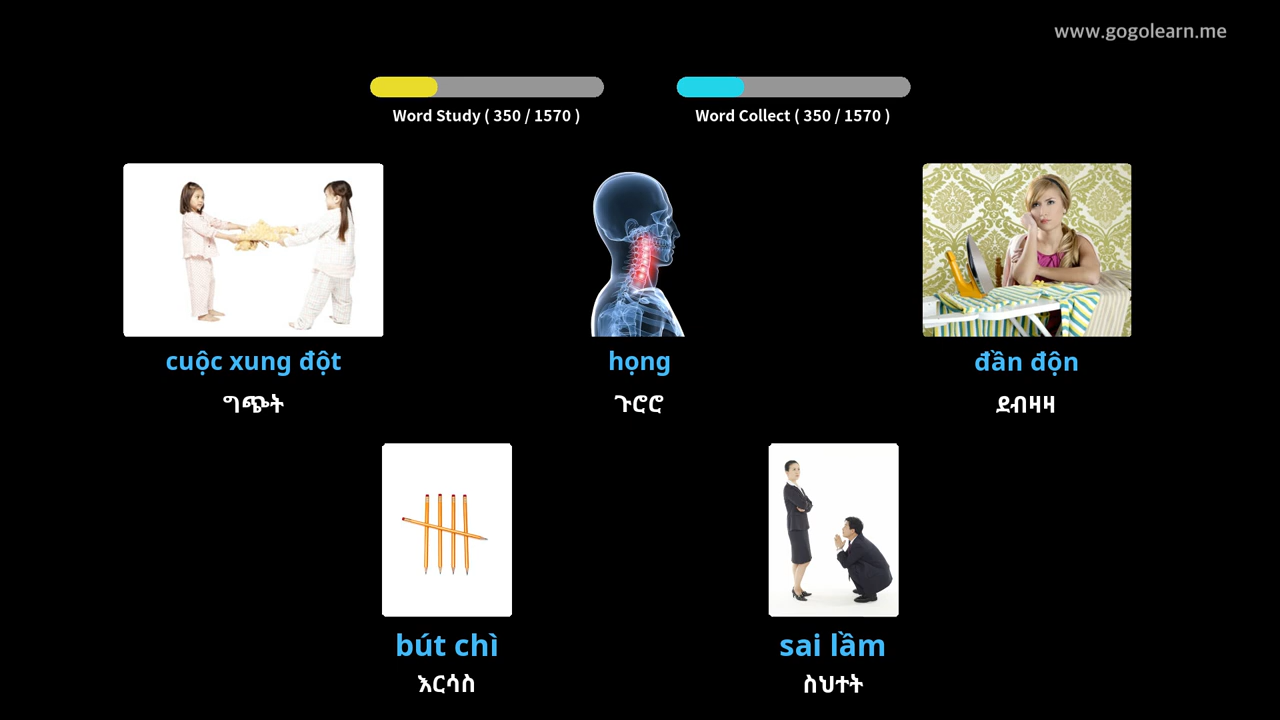 www.gogolearn.me
Word Study ( 350 / 1570 )
Word Collect ( 350 / 1570 )
cuộc xung đột
ግጭት
họng
ጉሮሮ
đần độn
ደብዛዛ
bút chì
እርሳስ
sai lầm
ስህተት